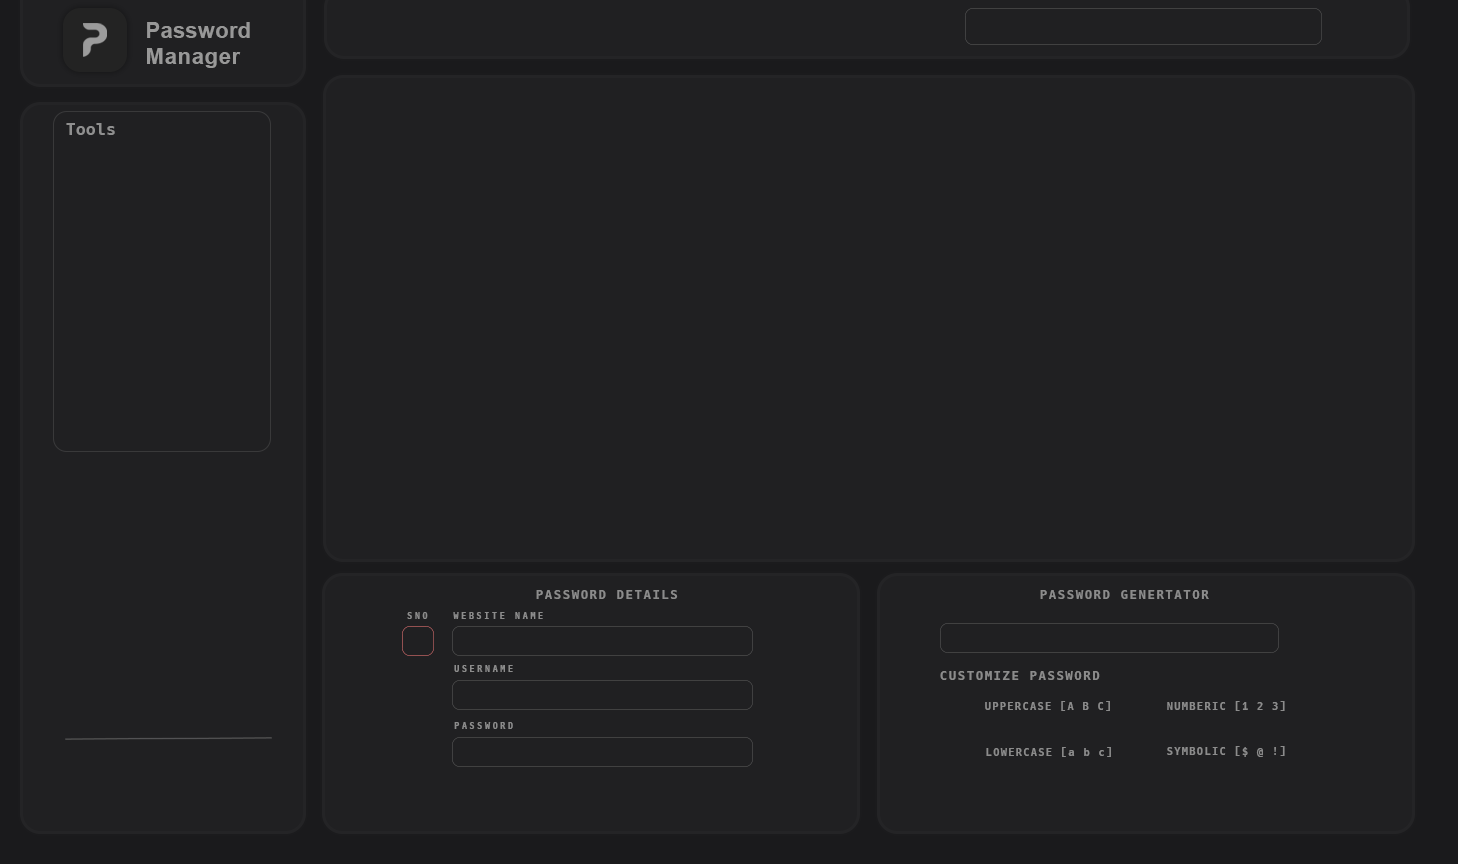 Password
Manager
Tools
PASSWORD DETAILS
SNO WEBSITE NAME
USERNAME
PASSWORD
PASSWORD GENERTATOR
CUSTOMIZE PASSWORD
UPPERCASE [A B C] NUMBERIC [1 2 3]
LOWERCASE [a b c] SYMBOLIC [$ @ !]